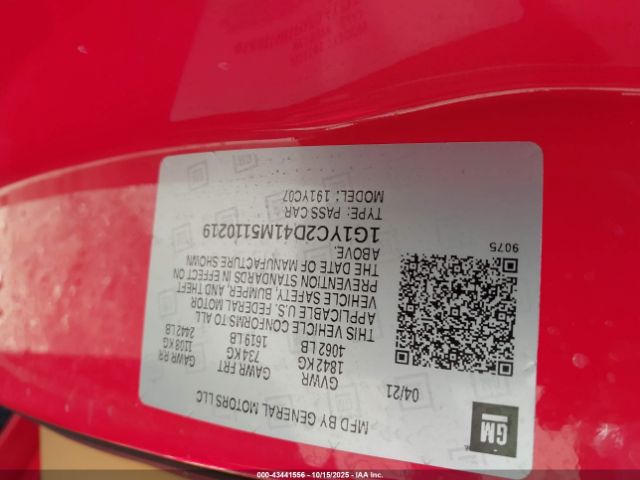 MFD BY GENERAL MOTORS LLC
GM
04/21
GVWR GAWR FRT GAWR RR
1842 KG 734 KG 1108 KG
4062 LB 1619 LB 2442 LB
THIS VEHICLE CONFORMS TO ALL
APPLICABLE U.S. FEDERAL MOTOR
VEHICLE SAFETY, BUMPER, AND THEFT
PREVENTION STANDARDS IN EFFECT ON
THE DATE OF MANUFACTURE SHOWN
ABOVE.
1G1YC2D41M5110219
TYPE: PASS CAR
MODEL: 191YC07
9075
000-43441556 - 10/15/2025 - IAA Inc.